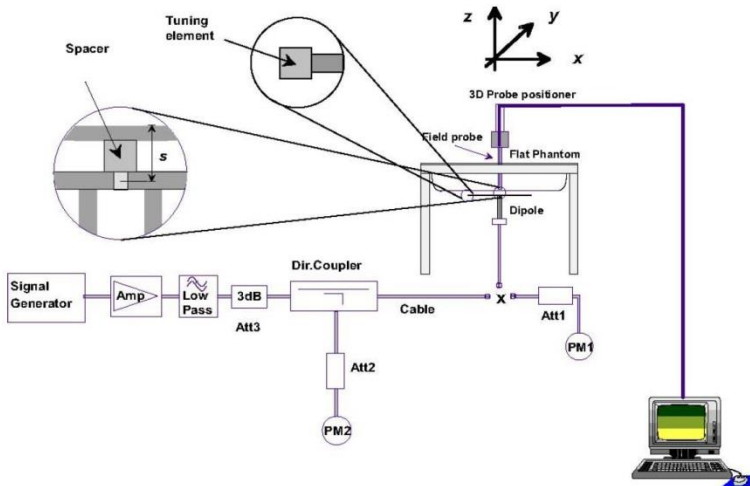 Tuning
element
Spacer
s
z
y
x
3D Probe positioner
Field probe
Flat Phantom
Dipole
Signal
Generator
Amp
Low
Pass
3dB
Att3
Dir.Coupler
Cable
x
Att1
PM1
Att2
PM2